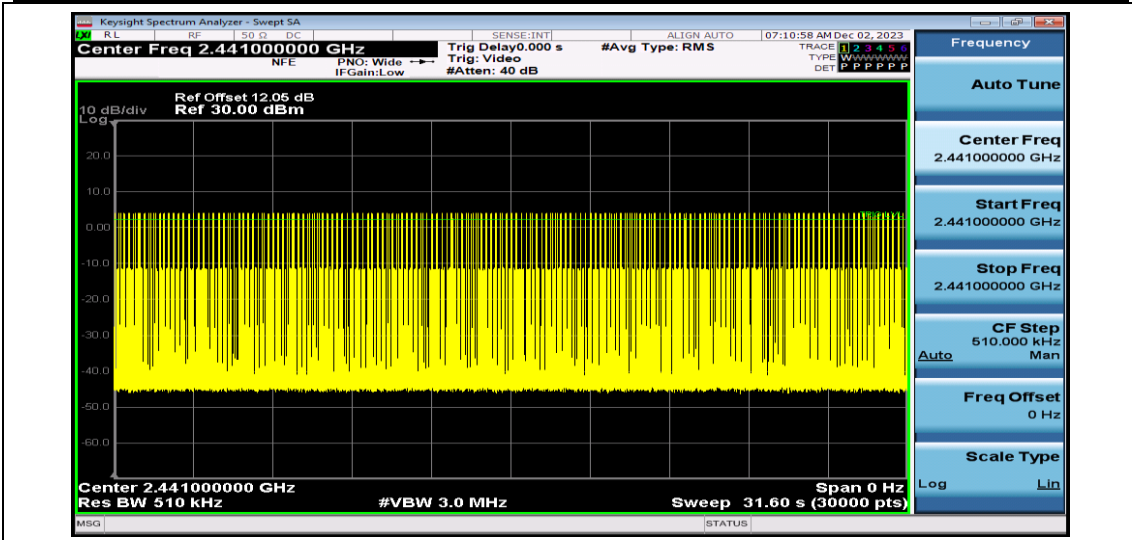 Keysight Spectrum Analyzer - Swept SA
LXI RL RF 50 Ω DC SENSE:INT ALIGN AUTO 07:10:58 AM Dec 02, 2023
Center Freq 2.441000000 GHz
NFE PNO: Wide
IFGain:Low
Trig Delay0.000 s
Trig: Video
#Atten: 40 dB
#Avg Type: RMS
TRACE 1 2 3 4 5 6
TYPE WWWWWW
DET P P P P P P
Ref Offset 12.05 dB
10 dB/div Ref 30.00 dBm
Log
20.0
10.0
0.00
-10.0
-20.0
-30.0
-40.0
-50.0
-60.0
Center 2.441000000 GHz Span 0 Hz
Res BW 510 kHz #VBW 3.0 MHz Sweep 31.60 s (30000 pts)
MSG STATUS
Frequency
Auto Tune
Center Freq
2.441000000 GHz
Start Freq
2.441000000 GHz
Stop Freq
2.441000000 GHz
CF Step
510.000 kHz
Auto Man
Freq Offset
0 Hz
Scale Type
Log Lin